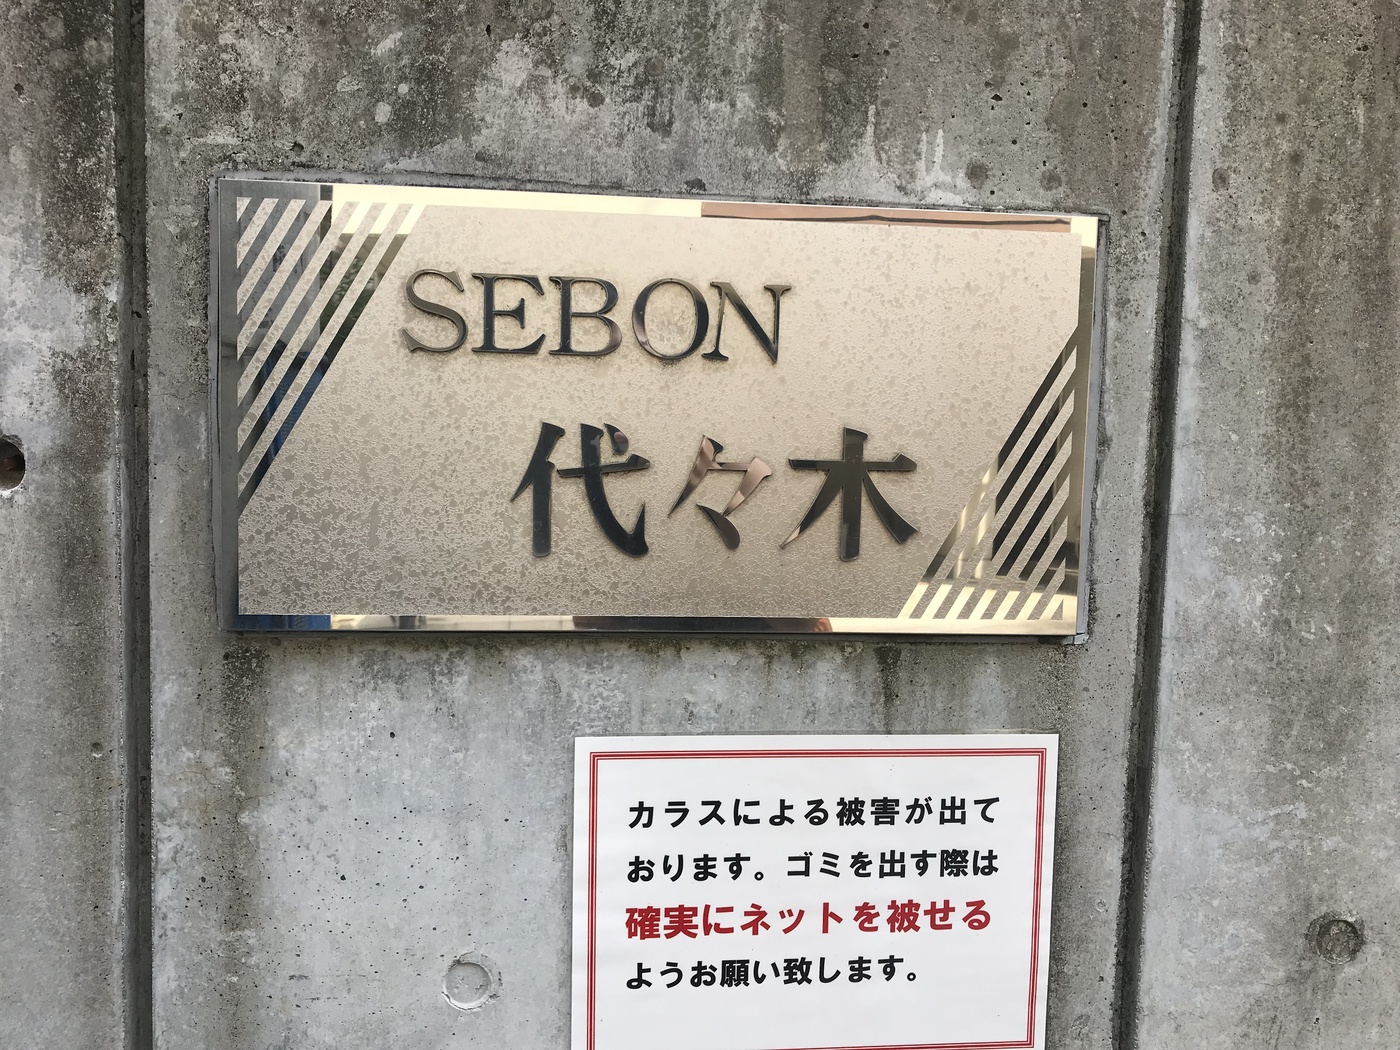 SEBON
代々木
カラスによる被害が出て
おります。ゴミを出す際は
確実にネットを被せる
ようお願い致します。